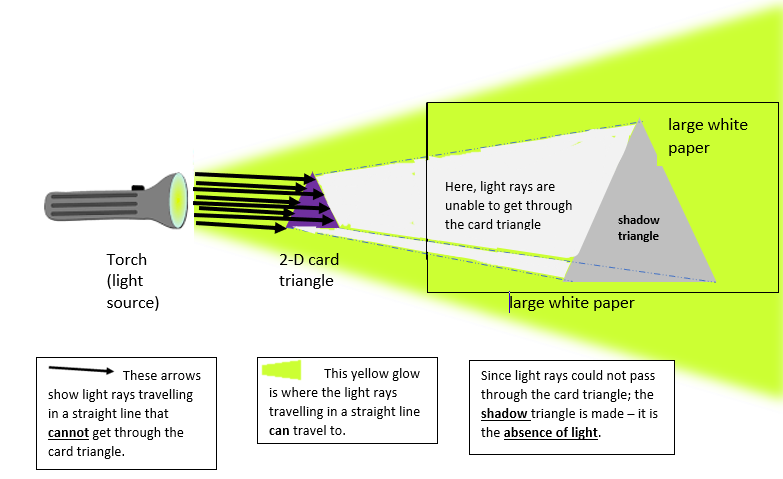 large white
paper
Here, light rays are
unable to get through
the card triangle
shadow
triangle
Torch
(light
source)
2-D card
triangle
large white paper
These arrows
show light rays travelling
in a straight line that
cannot get through the
card triangle.
This yellow glow
is where the light rays
travelling in a straight line
can travel to.
Since light rays could not pass
through the card triangle; the
shadow triangle is made – it is
the absence of light.